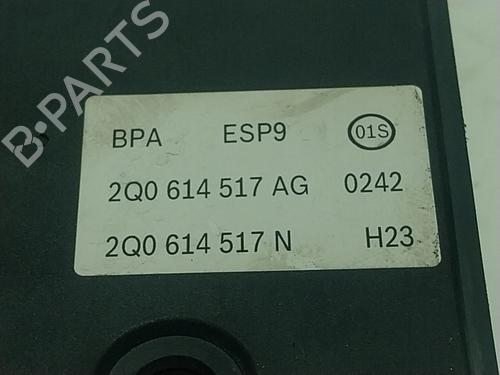 B-PARTS
BPA ESP9 01S
2Q0 614 517 AG 0242
2Q0 614 517 N H23